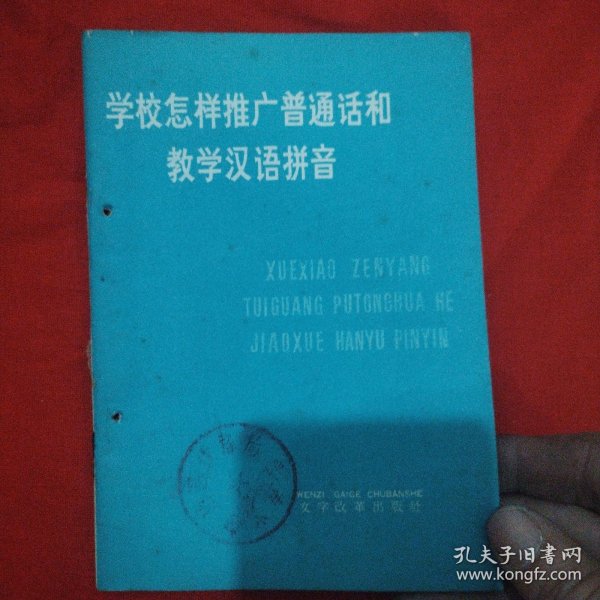 学校怎样推广普通话和
教学汉语拼音
XUEXIAO ZENYANG
TUIGUANG PUTONGHUA HE
JIAOXUE HANYU PINYIN
WENZI GAIGE CHUBANSHE
文字改革出版社
孔夫子旧书网
www.kongfz.com